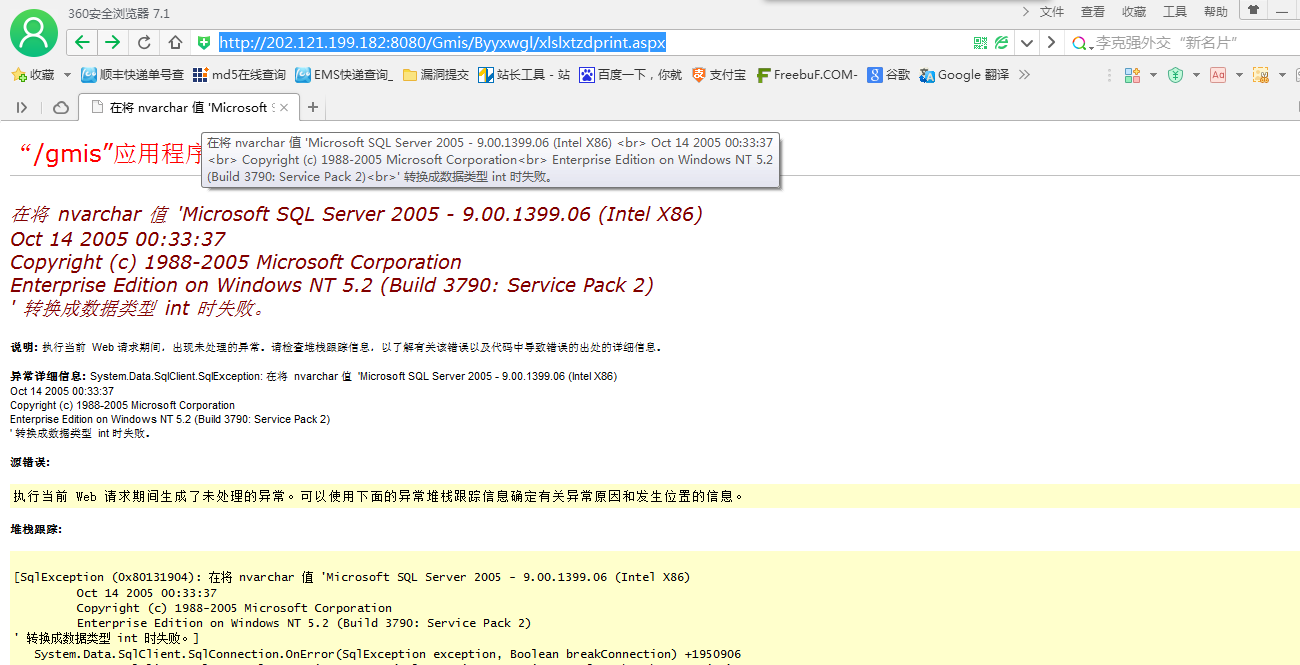 360安全浏览器 7.1
文件 查看 收藏 工具 帮助
http://202.121.199.182:8080/Gmis/Byyxwgl/xlslxtzdprint.aspx
李克强外交 “新名片”
收藏 顺丰快递单号查 md5在线查询 EMS快递查询_ 漏洞提交 站长工具 - 站 百度一下，你就 支付宝 FreebuF.COM- 谷歌 Google 翻译
在将 nvarchar 值 'Microsoft
“/gmis”应用程序
在将 nvarchar 值 'Microsoft SQL Server 2005 - 9.00.1399.06 (Intel X86) <br> Oct 14 2005 00:33:37
<br> Copyright (c) 1988-2005 Microsoft Corporation<br> Enterprise Edition on Windows NT 5.2
(Build 3790: Service Pack 2)<br>' 转换成数据类型 int 时失败。
在将 nvarchar 值 'Microsoft SQL Server 2005 - 9.00.1399.06 (Intel X86)
Oct 14 2005 00:33:37
Copyright (c) 1988-2005 Microsoft Corporation
Enterprise Edition on Windows NT 5.2 (Build 3790: Service Pack 2)
' 转换成数据类型 int 时失败。
说明: 执行当前 Web 请求期间，出现未处理的异常。请检查堆栈跟踪信息，以了解有关该错误以及代码中导致错误的出处的详细信息。
异常详细信息: System.Data.SqlClient.SqlException: 在将 nvarchar 值 'Microsoft SQL Server 2005 - 9.00.1399.06 (Intel X86)
Oct 14 2005 00:33:37
Copyright (c) 1988-2005 Microsoft Corporation
Enterprise Edition on Windows NT 5.2 (Build 3790: Service Pack 2)
' 转换成数据类型 int 时失败。
源错误:
执行当前 Web 请求期间生成了未处理的异常。可以使用下面的异常堆栈跟踪信息确定有关异常原因和发生位置的信息。
堆栈跟踪:
[SqlException (0x80131904): 在将 nvarchar 值 'Microsoft SQL Server 2005 - 9.00.1399.06 (Intel X86)
Oct 14 2005 00:33:37
Copyright (c) 1988-2005 Microsoft Corporation
Enterprise Edition on Windows NT 5.2 (Build 3790: Service Pack 2)
' 转换成数据类型 int 时失败。]
System.Data.SqlClient.SqlConnection.OnError(SqlException exception, Boolean breakConnection) +1950906